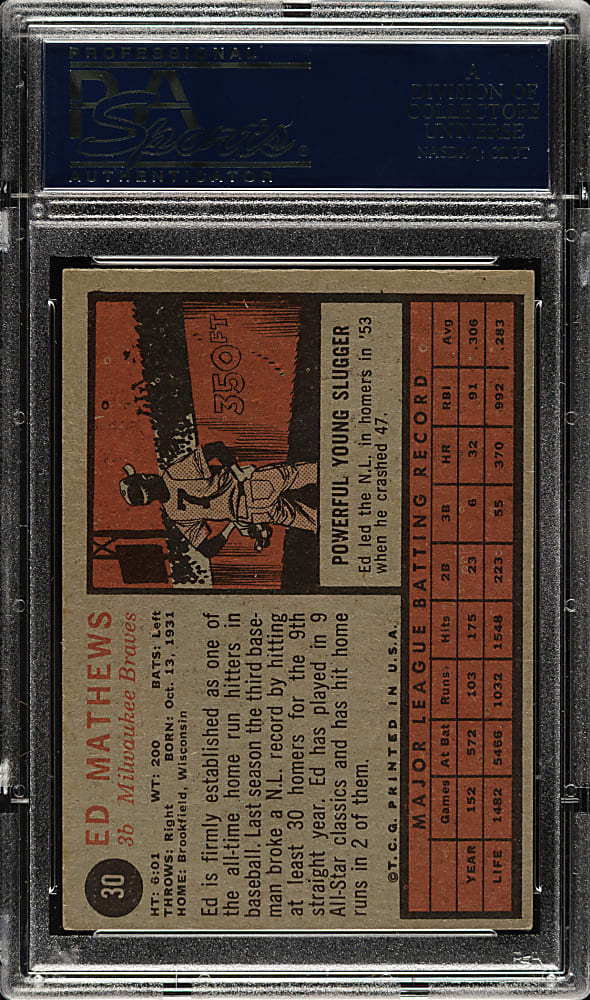 PROFESSIONAL
PSA
Sports®
AUTHENTICATOR
A
DIVISION OF
COLLECTORS
UNIVERSE
NASDAQ: CLCT
30
ED MATHEWS
3b Milwaukee Braves
HT: 6:01 WT: 200 BATS: Left
THROWS: Right BORN: Oct. 13, 1931
HOME: Brookfield, Wisconsin
Ed is firmly established as one of
the all-time home run hitters in
baseball. Last season the third base-
man broke a N.L. record by hitting
at least 30 homers for the 9th
straight year. Ed has played in 9
All-Star classics and has hit home
runs in 2 of them.
©T.C.G. PRINTED IN U.S.A.
350FT
7
POWERFUL YOUNG SLUGGER
Ed led the N.L. in homers in '53
when he crashed 47.
MAJOR LEAGUE BATTING RECORD
Games At Bat Runs Hits 2B 3B HR RBI Avg
YEAR 152 572 103 175 23 6 32 91 .306
LIFE 1482 5466 1032 1548 223 55 370 992 .283
PSA